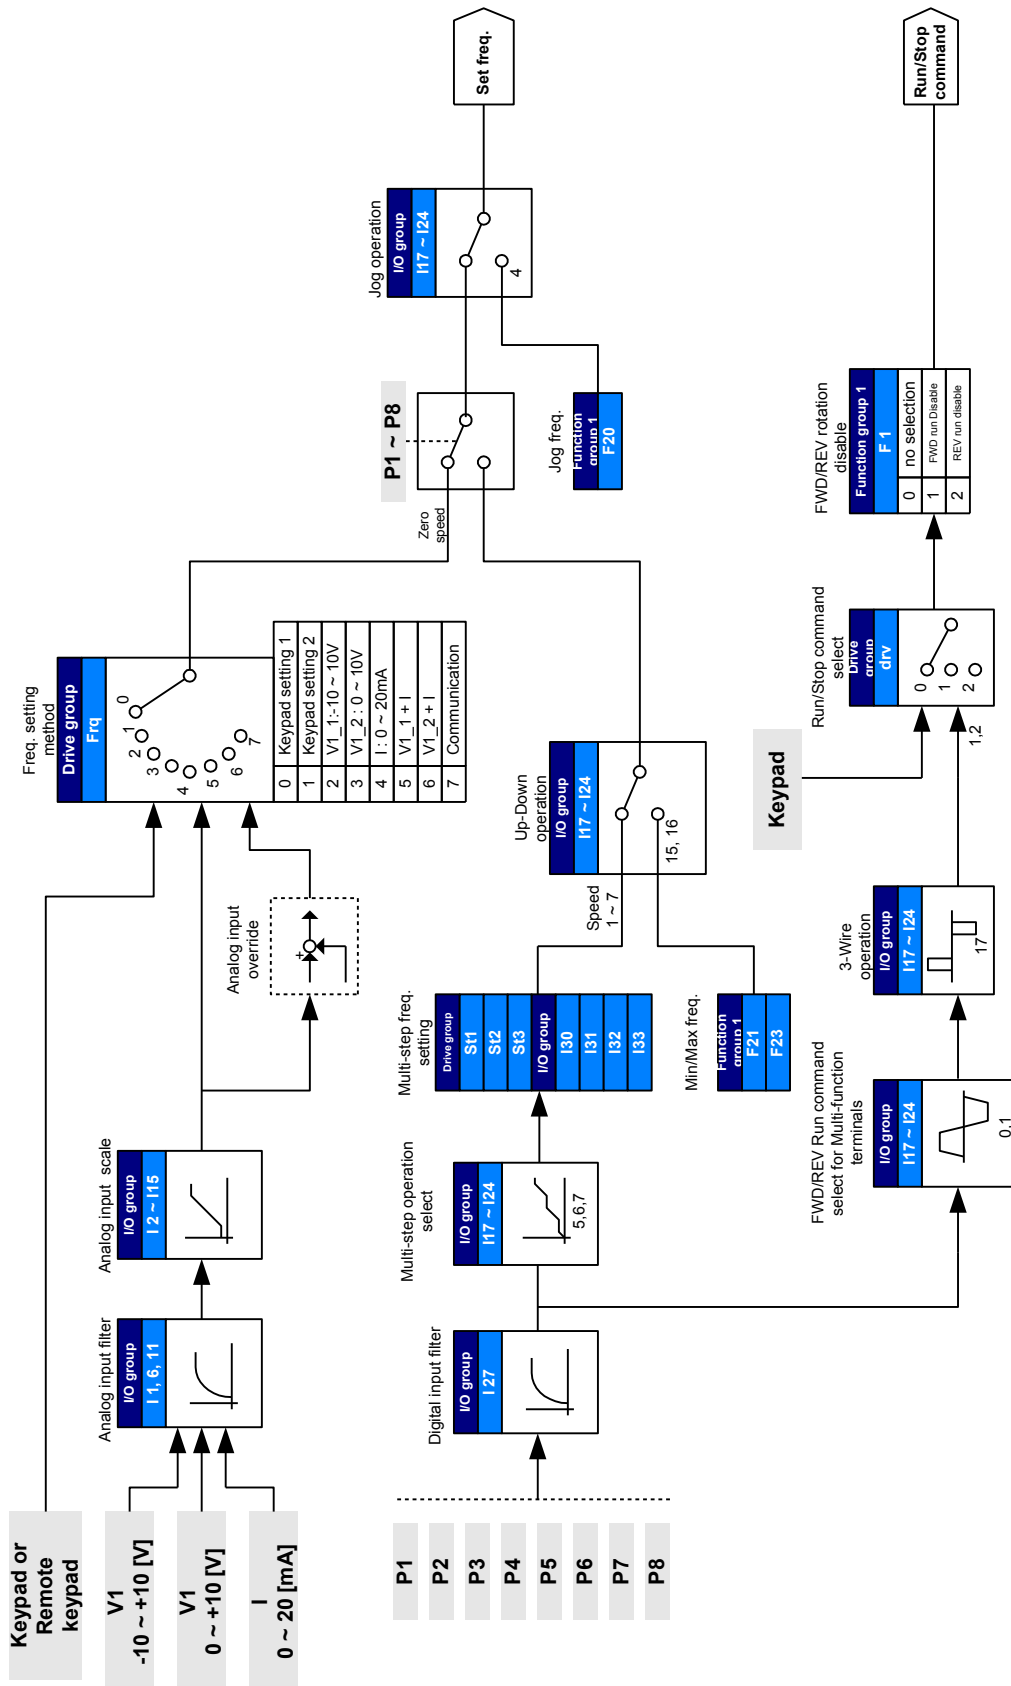 Keypad or
Remote
keypad
V1
-10 ~ +10 [V]
V1
0 ~ +10 [V]
I
0 ~ 20 [mA]
Analog input filter
I/O group
I 1, 6, 11
Analog input scale
I/O group
I 2 ~ I15
Analog input
override
+
Freq. setting
method
Drive group
Frq
0
1
2
3
4
5
6
7
0 Keypad setting 1
1 Keypad setting 2
2 V1_1:-10 ~ 10V
3 V1_2 : 0 ~ 10V
4 I : 0 ~ 20mA
5 V1_1 + I
6 V1_2 + I
7 Communication
P1
P2
P3
P4
P5
P6
P7
P8
Digital input filter
I/O group
I 27
Multi-step operation
select
I/O group
I17 ~ I24
5,6,7
Multi-step freq.
setting
Drive group
St1
St2
St3
I/O group
I30
I31
I32
I33
Min/Max freq.
Function
group 1
F21
F23
Speed
1 ~ 7
Up-Down
operation
I/O group
I17 ~ I24
15, 16
Zero
speed
P1 ~ P8
Jog freq.
Function
group 1
F20
Jog operation
I/O group
I17 ~ I24
4
Set freq.
FWD/REV Run command
select for Multi-function
terminals
I/O group
I17 ~ I24
0,1
3-Wire
operation
I/O group
I17 ~ I24
17
Keypad
1,2
Run/Stop command
select
Drive
group
drv
0
1
2
FWD/REV rotation
disable
Function group 1
F 1
0 no selection
1 FWD run Disable
2 REV run disable
Run/Stop
command